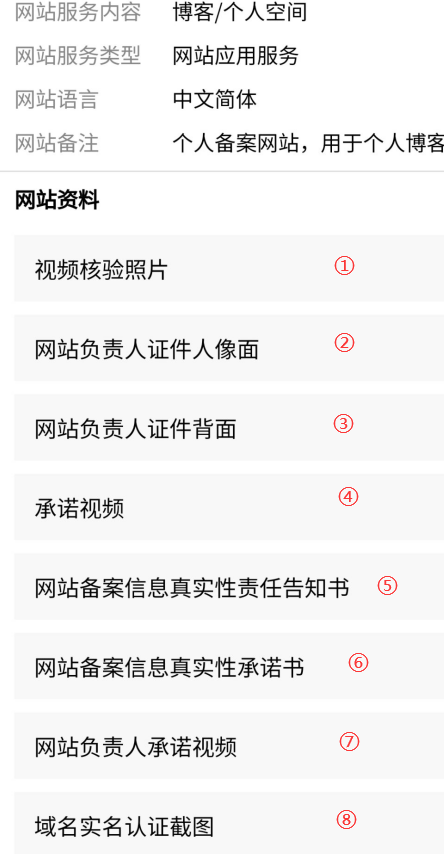 网站服务内容 博客/个人空间
网站服务类型 网站应用服务
网站语言 中文简体
网站备注 个人备案网站，用于个人博客
网站资料
视频核验照片 ①
网站负责人证件人像面 ②
网站负责人证件背面 ③
承诺视频 ④
网站备案信息真实性责任告知书 ⑤
网站备案信息真实性承诺书 ⑥
网站负责人承诺视频 ⑦
域名实名认证截图 ⑧